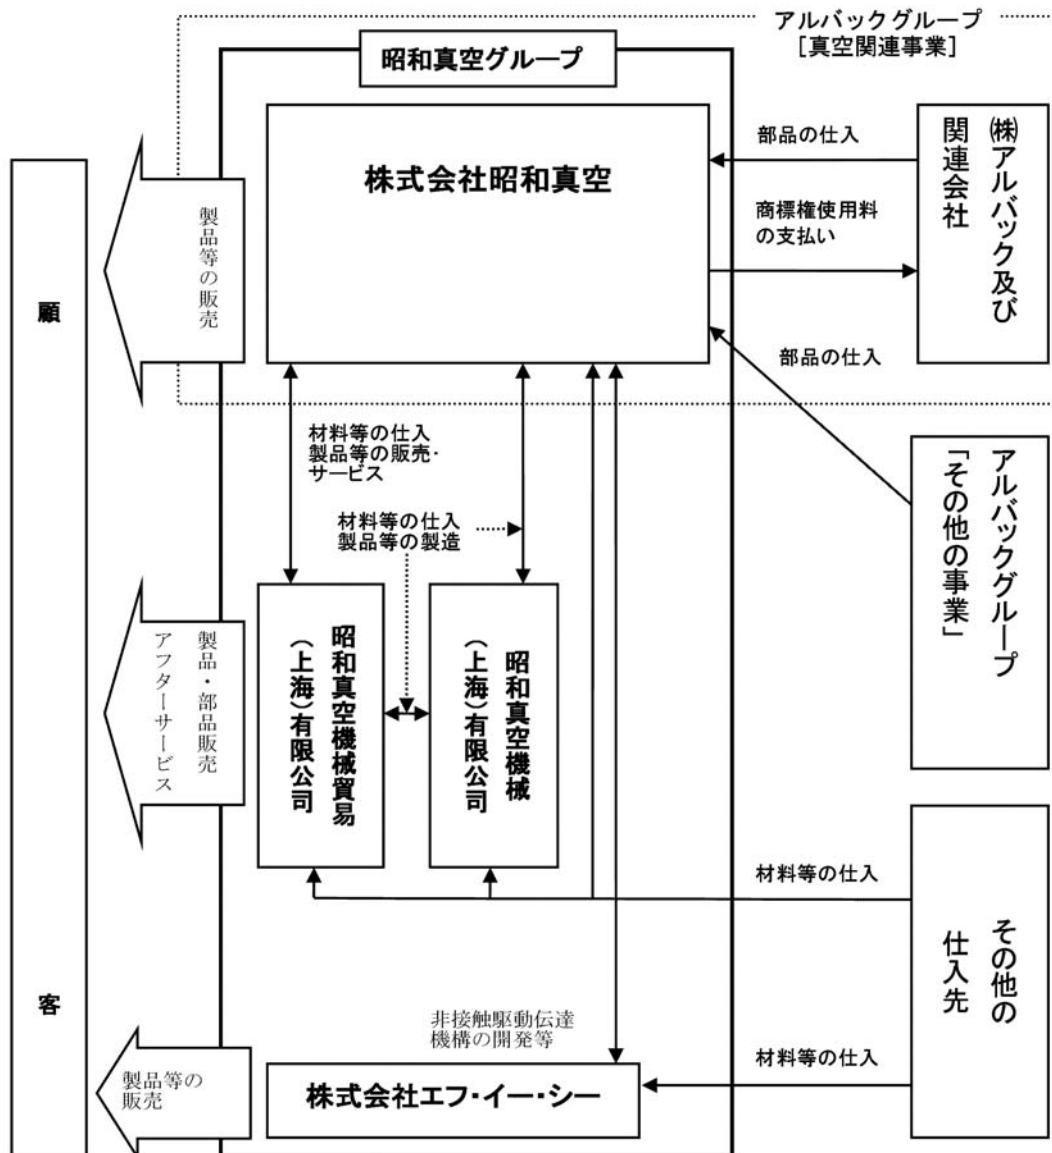 アルバックグループ
［真空関連事業］
昭和真空グループ
株式会社昭和真空
部品の仕入
商標権使用料
の支払い
㈱アルバック及び
関連会社
製品等の販売
顧
客
部品の仕入
材料等の仕入
製品等の販売・
サービス
材料等の仕入
製品等の製造
アルバックグループ
「その他の事業」
製品・部品販売
アフターサービス
昭和真空機械貿易
（上海）有限公司
昭和真空機械
（上海）有限公司
材料等の仕入
その他の
仕入先
非接触駆動伝達
機構の開発等
材料等の仕入
製品等の
販売
株式会社エフ・イー・シー